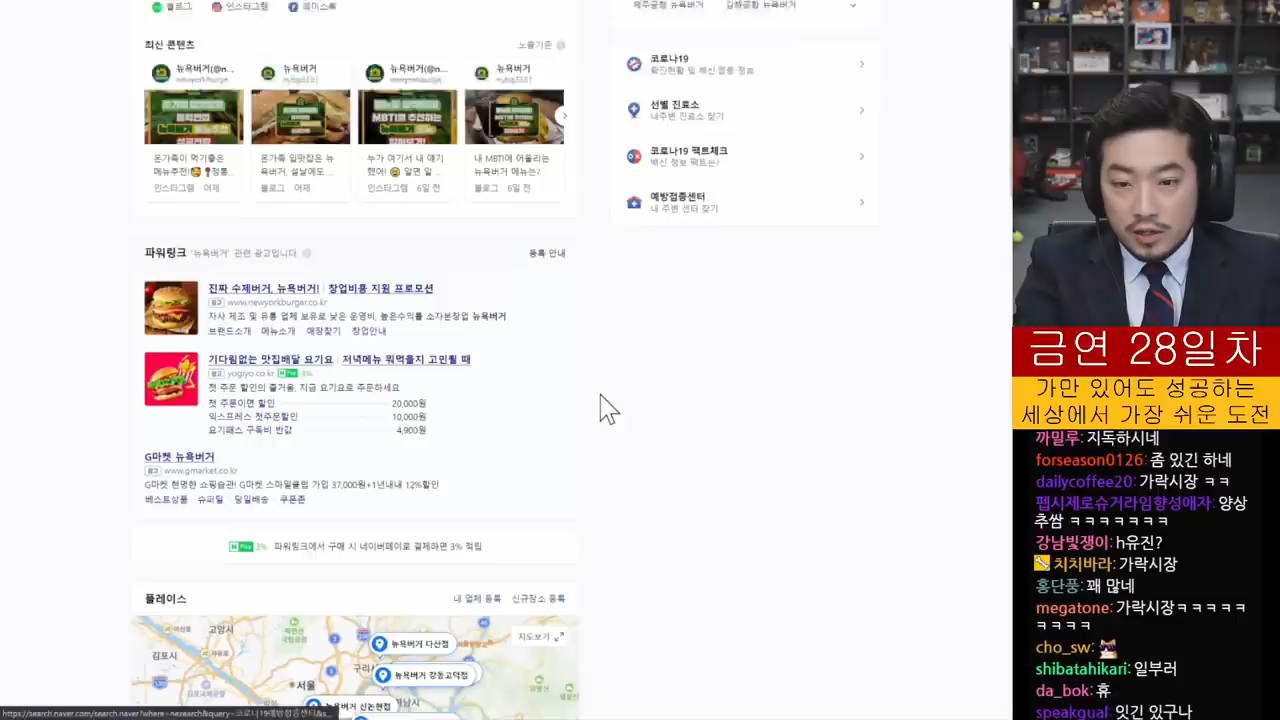 블로그
인스타그램
페이스북
최신 콘텐츠
노출기준
뉴욕버거(@n...
뉴욕버거
뉴욕버거(@n...
뉴욕버거
온가족이 먹기좋은
메뉴추천!
온가족 입맛잡은 뉴
욕버거, 설날에도 ..
누가 여기서 내 얘기
했어!
내 MBTI에 어울리는
뉴욕버거 메뉴는?
인스타그램 어제
블로그 어제
인스타그램 6일 전
블로그 6일 전
파워링크 '뉴욕버거' 관련 광고입니다.
등록 안내
진짜 수제버거, 뉴욕버거! 창업비용 지원 프로모션
광고 www.newyorkburger.co.kr
자사 제조 및 유통 업체 보유로 낮은 운영비, 높은수익률 소자본창업 뉴욕버거
브랜드소개 메뉴소개 매장찾기 창업안내
기다림없는 맛집배달 요기요 저녁메뉴 뭐먹을지 고민될 때
광고 yogiyo.co.kr N Pay 3%
첫 주문 할인의 즐거움, 지금 요기요로 주문하세요
첫 주문이면 할인 20,000원
익스프레스 첫주문할인 10,000원
요기패스 구독비 반값 4,900원
G마켓 뉴욕버거
광고 www.gmarket.co.kr
G마켓 현명한 쇼핑습관! G마켓 스마일클럽 가입 37,000원+1년내내 12%할인
베스트상품 슈퍼딜 당일배송 쿠폰존
N Pay 3% 파워링크에서 구매 시 네이버페이로 결제하면 3% 적립
플레이스
내 업체 등록 신규장소 등록
지도보기
고양시
김포시
서울
구리시
뉴욕버거 다산점
뉴욕버거 강동고덕점
뉴욕버거 신논현점
제주공항 뉴욕버거 김해공항 뉴욕버거
코로나19
확진현황 및 백신 접종 정보
선별 진료소
내주변 진료소 찾기
코로나19 팩트체크
백신 정보 팩트는?
예방접종센터
내 주변 센터 찾기
금연 28일차
가만 있어도 성공하는
세상에서 가장 쉬운 도전
까밀루: 지독하시네
forseason0126: 좀 있긴 하네
dailycoffee20: 가락시장 ㅋㅋ
펩시제로슈거라임향성애자: 양상
추쌈 ㅋㅋㅋㅋㅋㅋㅋ
강남빛쟁이: h유진?
치치바라: 가락시장
홍단풍: 꽤 많네
megatone: 가락시장ㅋㅋㅋㅋㅋ
ㅋㅋㅋㅋ
cho_sw:
shibatahikari: 일부러
da_bok: 휴
speakgual: 잇긴 있구나